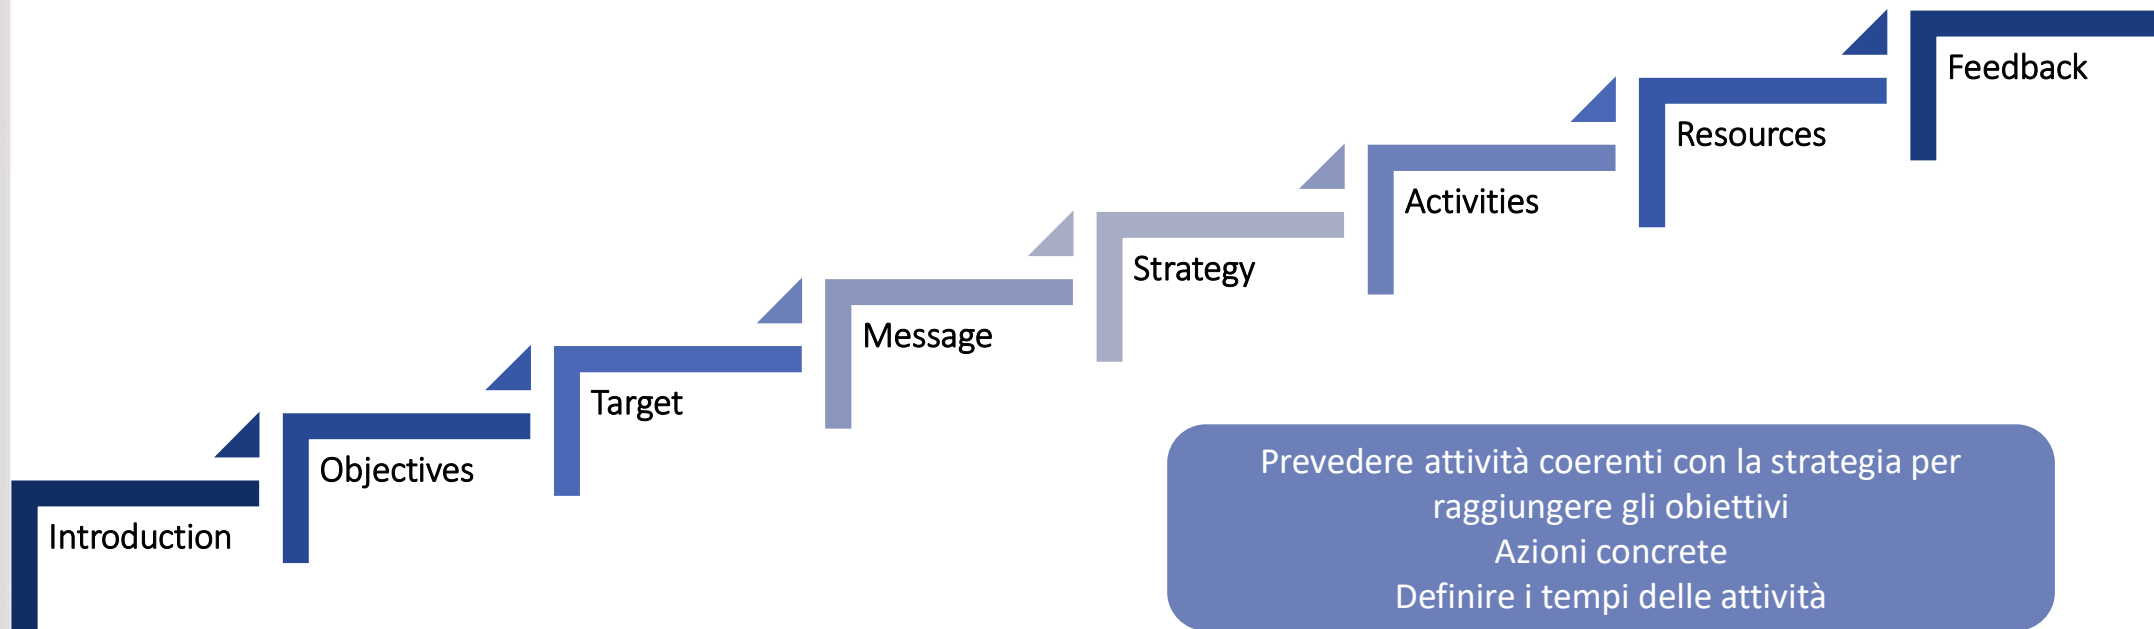 Introduction
Objectives
Target
Message
Strategy
Activities
Resources
Feedback
Prevedere attività coerenti con la strategia per
raggiungere gli obiettivi
Azioni concrete
Definire i tempi delle attività